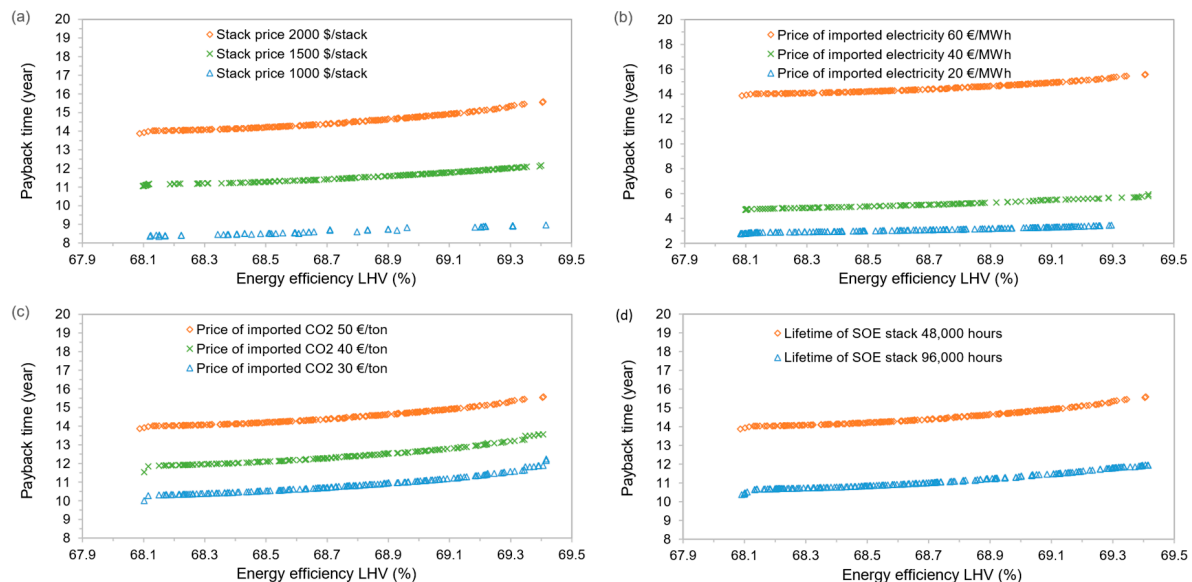 (a)
Stack price 2000 $/stack
Stack price 1500 $/stack
Stack price 1000 $/stack
Payback time (year)
20
19
18
17
16
15
14
13
12
11
10
9
8
67.9 68.1 68.3 68.5 68.7 68.9 69.1 69.3 69.5
Energy efficiency LHV (%)
(b)
Price of imported electricity 60 €/MWh
Price of imported electricity 40 €/MWh
Price of imported electricity 20 €/MWh
Payback time (year)
20
18
16
14
12
10
8
6
4
2
67.9 68.1 68.3 68.5 68.7 68.9 69.1 69.3 69.5
Energy efficiency LHV (%)
(c)
Price of imported CO2 50 €/ton
Price of imported CO2 40 €/ton
Price of imported CO2 30 €/ton
Payback time (year)
20
19
18
17
16
15
14
13
12
11
10
9
8
67.9 68.1 68.3 68.5 68.7 68.9 69.1 69.3 69.5
Energy efficiency LHV (%)
(d)
Lifetime of SOE stack 48,000 hours
Lifetime of SOE stack 96,000 hours
Payback time (year)
20
19
18
17
16
15
14
13
12
11
10
9
8
67.9 68.1 68.3 68.5 68.7 68.9 69.1 69.3 69.5
Energy efficiency LHV (%)